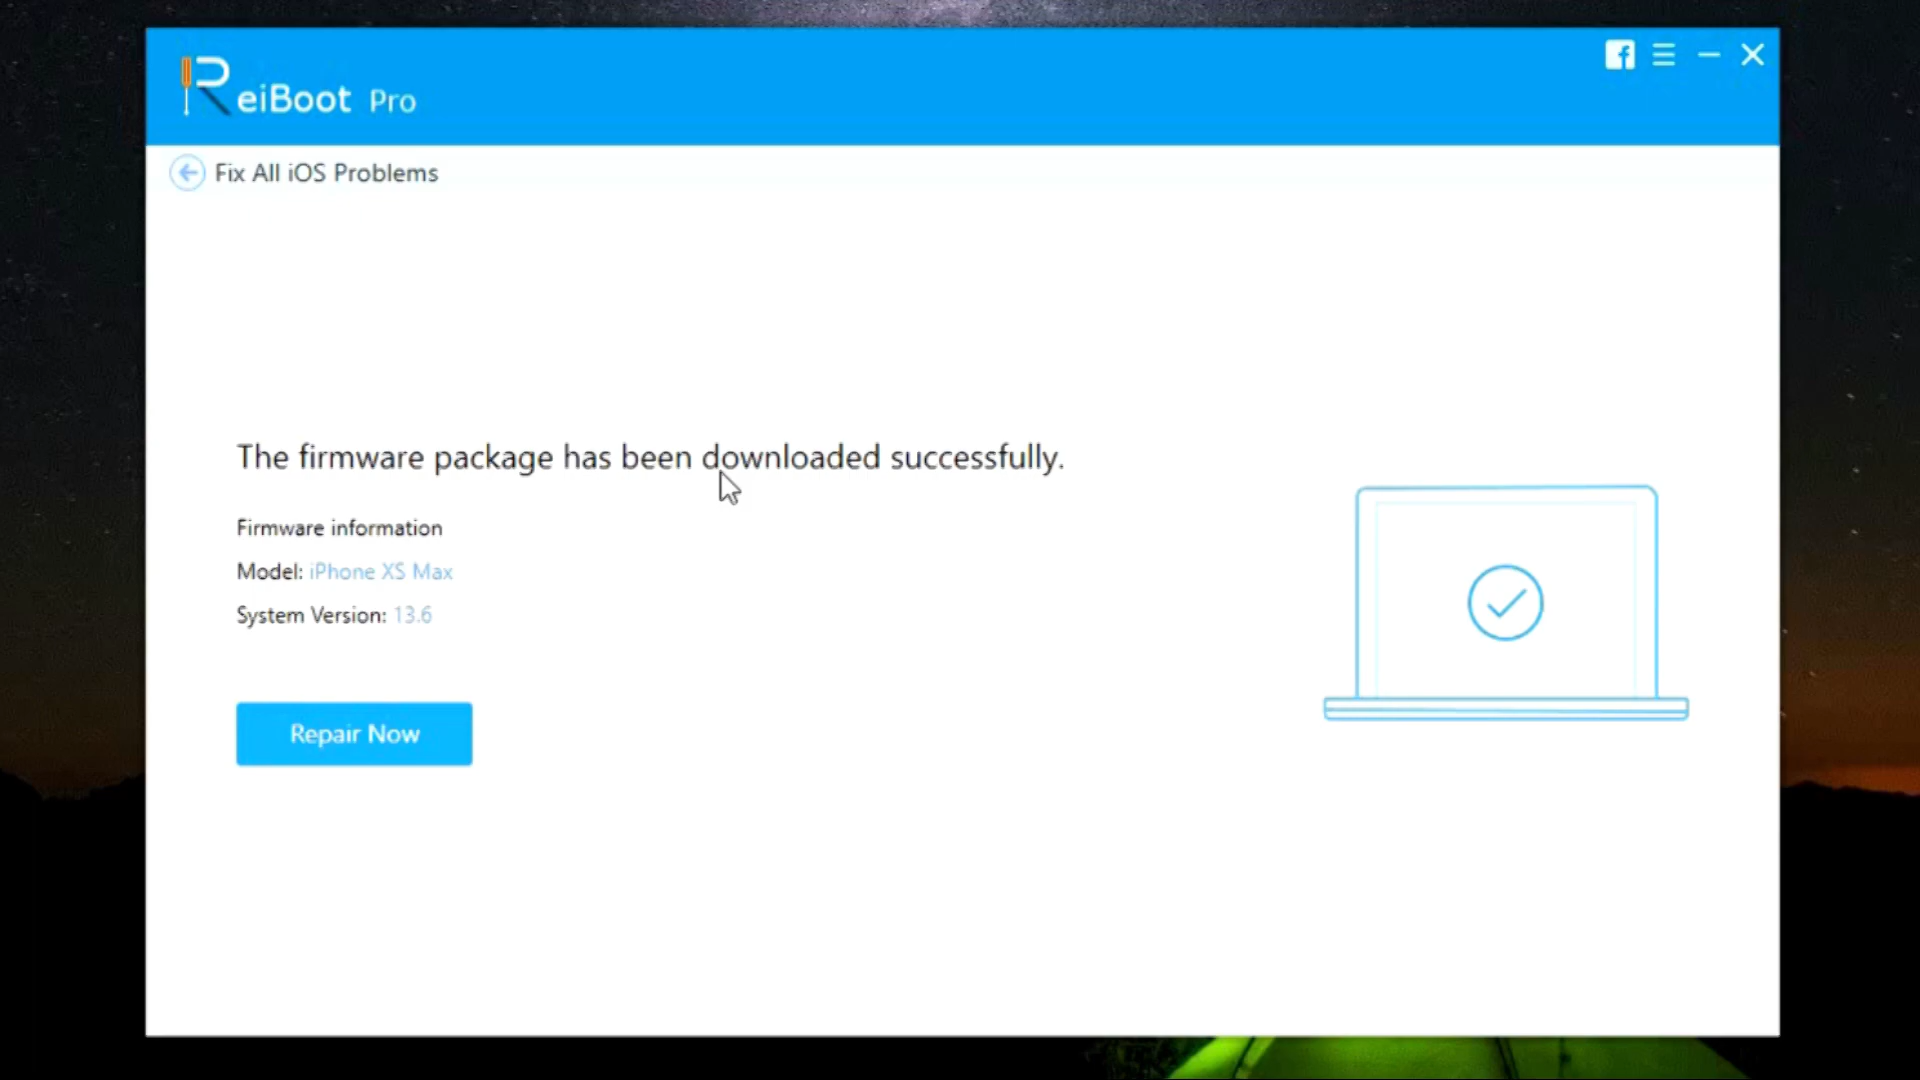 ReiBoot Pro
Fix All iOS Problems
The firmware package has been downloaded successfully.
Firmware information
Model: iPhone XS Max
System Version: 13.6
Repair Now